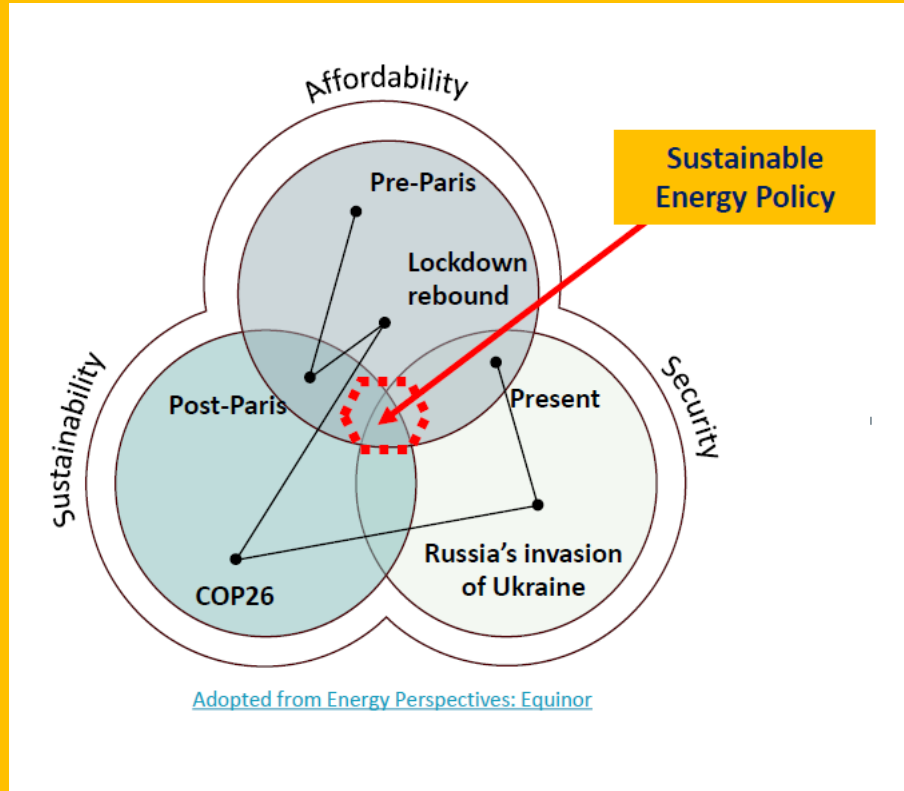 Affordability
Sustainable
Energy Policy
Pre-Paris
Lockdown
rebound
Sustainability
Security
Post-Paris
Present
Russia's invasion
of Ukraine
COP26
Adopted from Energy Perspectives: Equinor